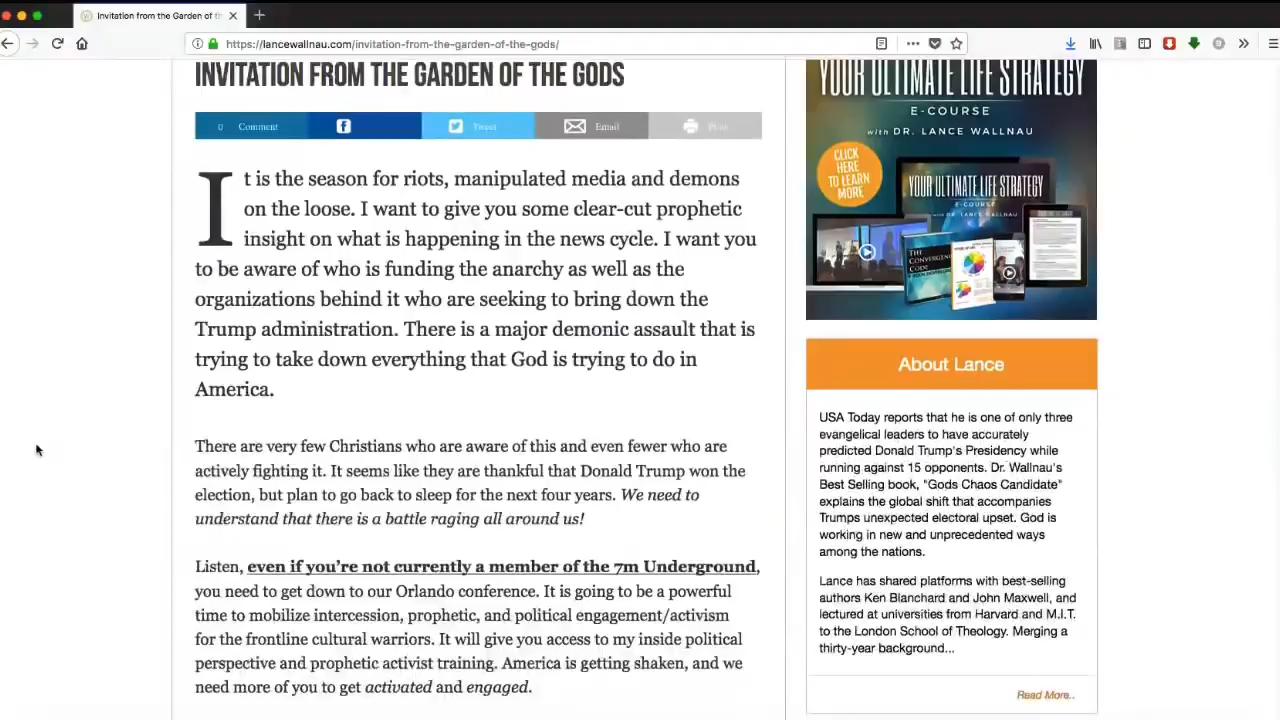 Invitation from the Garden of th
https://lancewallnau.com/invitation-from-the-garden-of-the-gods/
INVITATION FROM THE GARDEN OF THE GODS
0 Comment
Tweet
Email
Print
It is the season for riots, manipulated media and demons
on the loose. I want to give you some clear-cut prophetic
insight on what is happening in the news cycle. I want you
to be aware of who is funding the anarchy as well as the
organizations behind it who are seeking to bring down the
Trump administration. There is a major demonic assault that is
trying to take down everything that God is trying to do in
America.
There are very few Christians who are aware of this and even fewer who are
actively fighting it. It seems like they are thankful that Donald Trump won the
election, but plan to go back to sleep for the next four years. We need to
understand that there is a battle raging all around us!
Listen, even if you're not currently a member of the 7m Underground,
you need to get down to our Orlando conference. It is going to be a powerful
time to mobilize intercession, prophetic, and political engagement/activism
for the frontline cultural warriors. It will give you access to my inside political
perspective and prophetic activist training. America is getting shaken, and we
need more of you to get activated and engaged.
YOUR ULTIMATE LIFE STRATEGY
E-COURSE
with DR. LANCE WALLNAU
CLICK
HERE
TO LEARN
MORE
YOUR ULTIMATE LIFE STRATEGY
E-COURSE
WITH DR. LANCE WALLNAU
THE
CONVERGENCE
CODE
About Lance
USA Today reports that he is one of only three
evangelical leaders to have accurately
predicted Donald Trump's Presidency while
running against 15 opponents. Dr. Wallnau's
Best Selling book, "Gods Chaos Candidate"
explains the global shift that accompanies
Trumps unexpected electoral upset. God is
working in new and unprecedented ways
among the nations.
Lance has shared platforms with best-selling
authors Ken Blanchard and John Maxwell, and
lectured at universities from Harvard and M.I.T.
to the London School of Theology. Merging a
thirty-year background...
Read More..